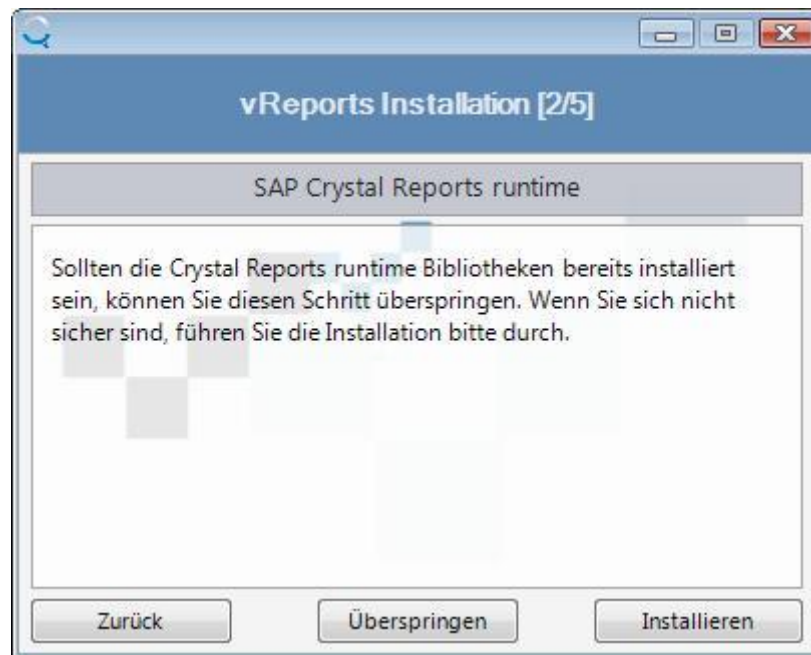 vReports Installation [2/5]
SAP Crystal Reports runtime
Sollten die Crystal Reports runtime Bibliotheken bereits installiert
sein, können Sie diesen Schritt überspringen. Wenn Sie sich nicht
sicher sind, führen Sie die Installation bitte durch.
Zurück
Überspringen
Installieren